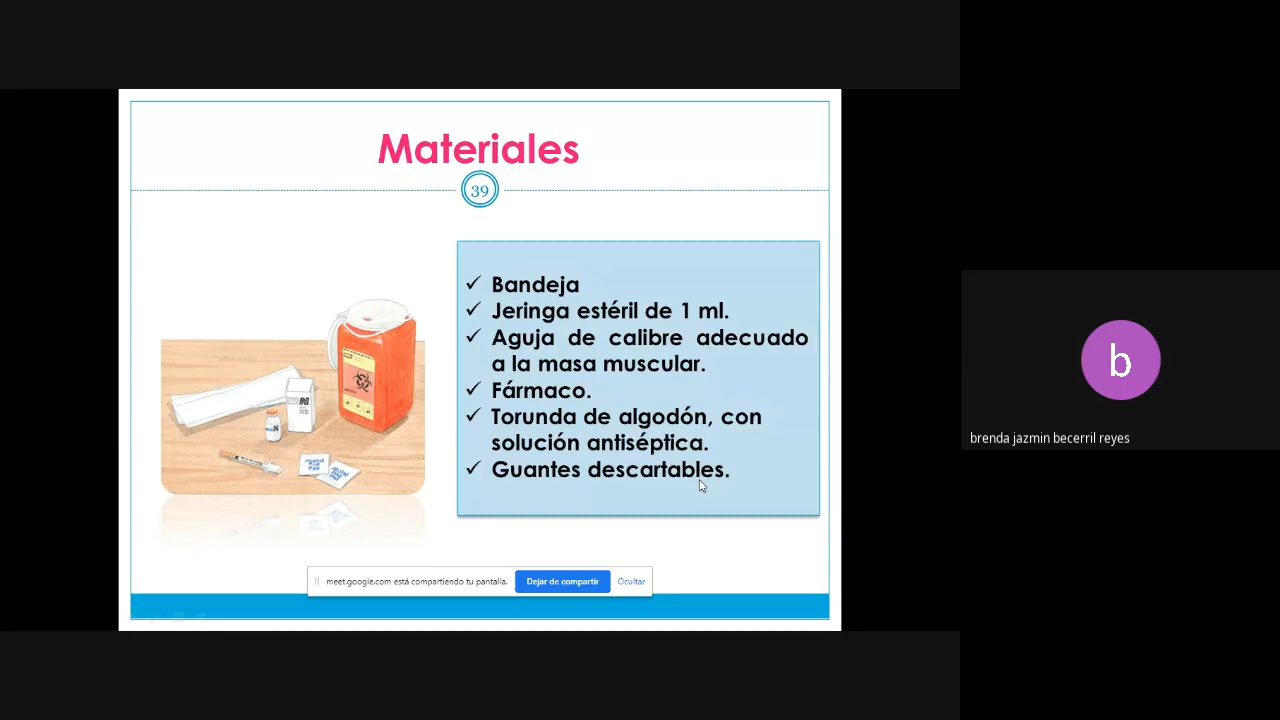 Materiales
39
Bandeja
Jeringa estéril de 1 ml.
Aguja de calibre adecuado
a la masa muscular.
Fármaco.
Torunda de algodón, con
solución antiséptica.
Guantes descartables.
meet.google.com está compartiendo tu pantalla.
Dejar de compartir
Ocultar
b
brenda jazmin becerril reyes